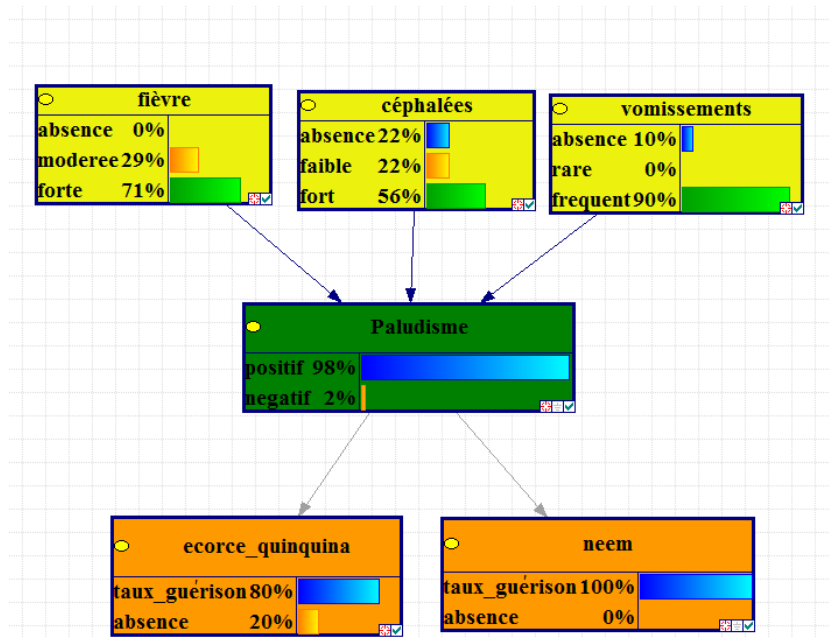 fièvre
absence 0%
moderee 29%
forte 71%
céphalées
absence 22%
faible 22%
fort 56%
vomissements
absence 10%
rare 0%
frequent 90%
Paludisme
positif 98%
negatif 2%
ecorce_quinquina
taux_guérison 80%
absence 20%
neem
taux_guérison 100%
absence 0%